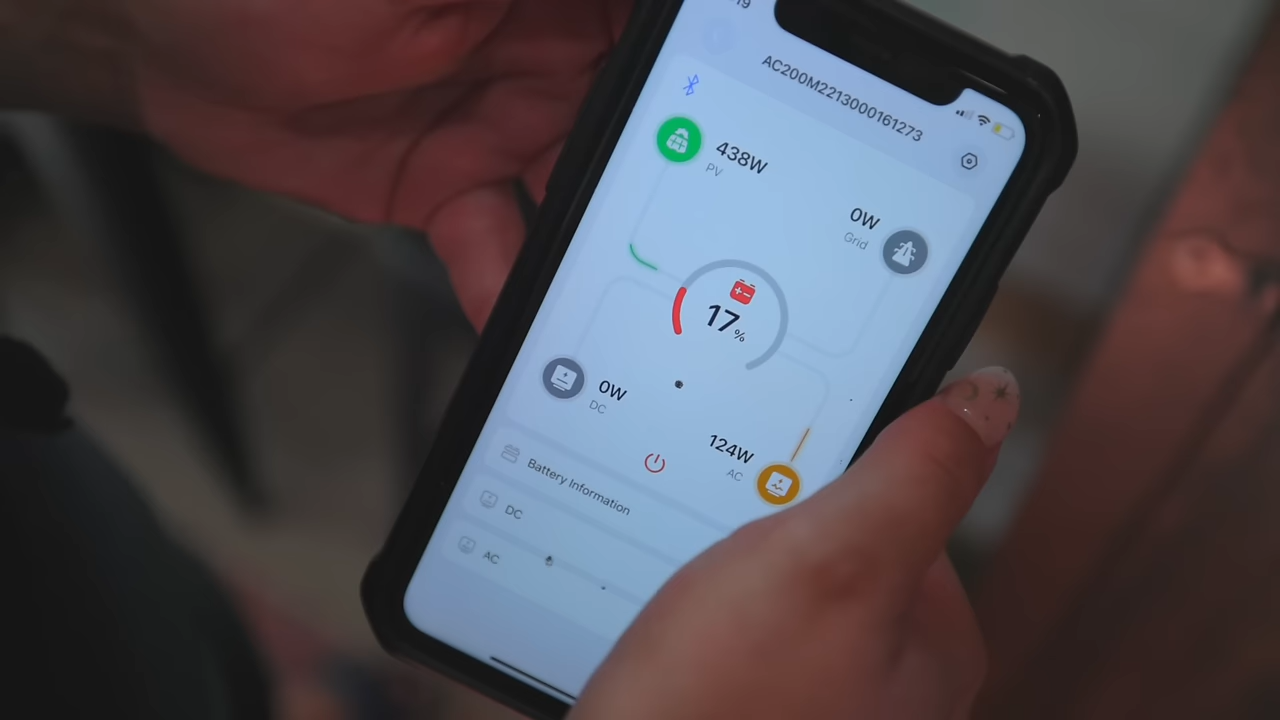 AC200M2213000161273
438W
PV
0W
Grid
17%
0W
DC
124W
AC
Battery Information
DC
AC